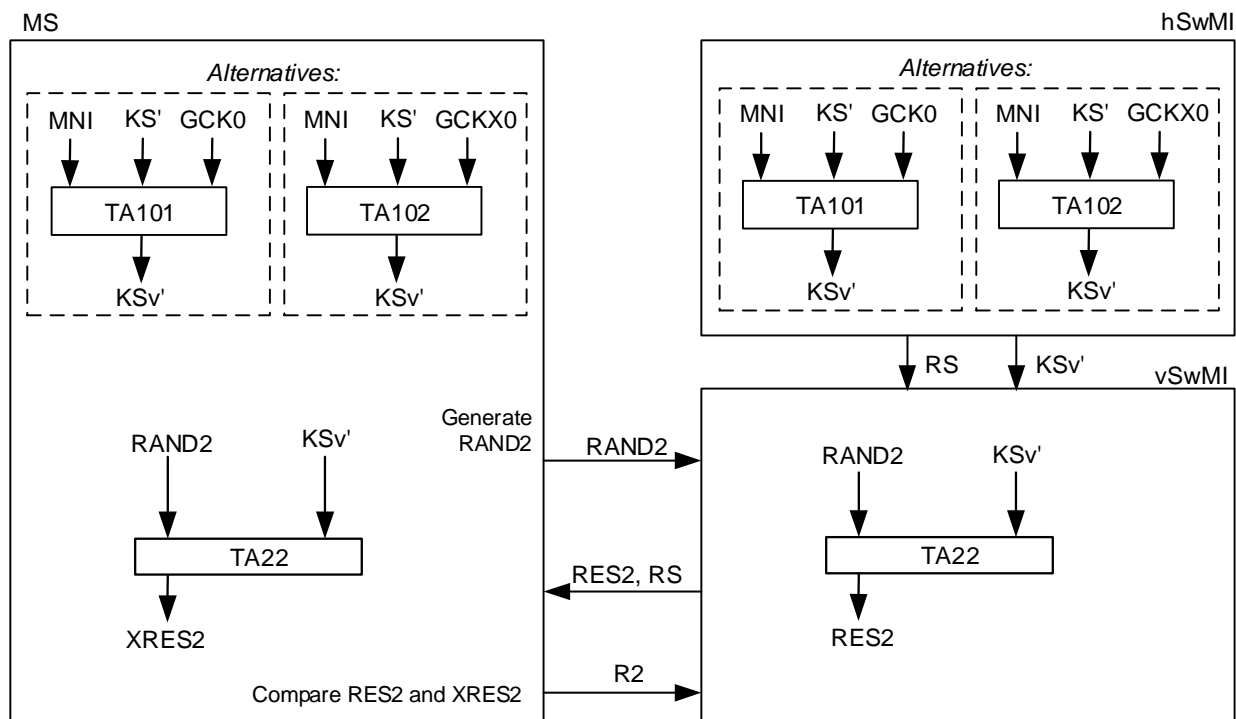 MS
hSwMI
Alternatives:
Alternatives:
MNI KS' GCK0
MNI KS' GCKX0
MNI KS' GCK0
MNI KS' GCKX0
TA101
TA102
TA101
TA102
KSv'
KSv'
KSv'
KSv'
RS
KSv'
vSwMI
Generate
RAND2
RAND2
RAND2
KSv'
RAND2
KSv'
TA22
TA22
RES2, RS
XRES2
RES2
R2
Compare RES2 and XRES2